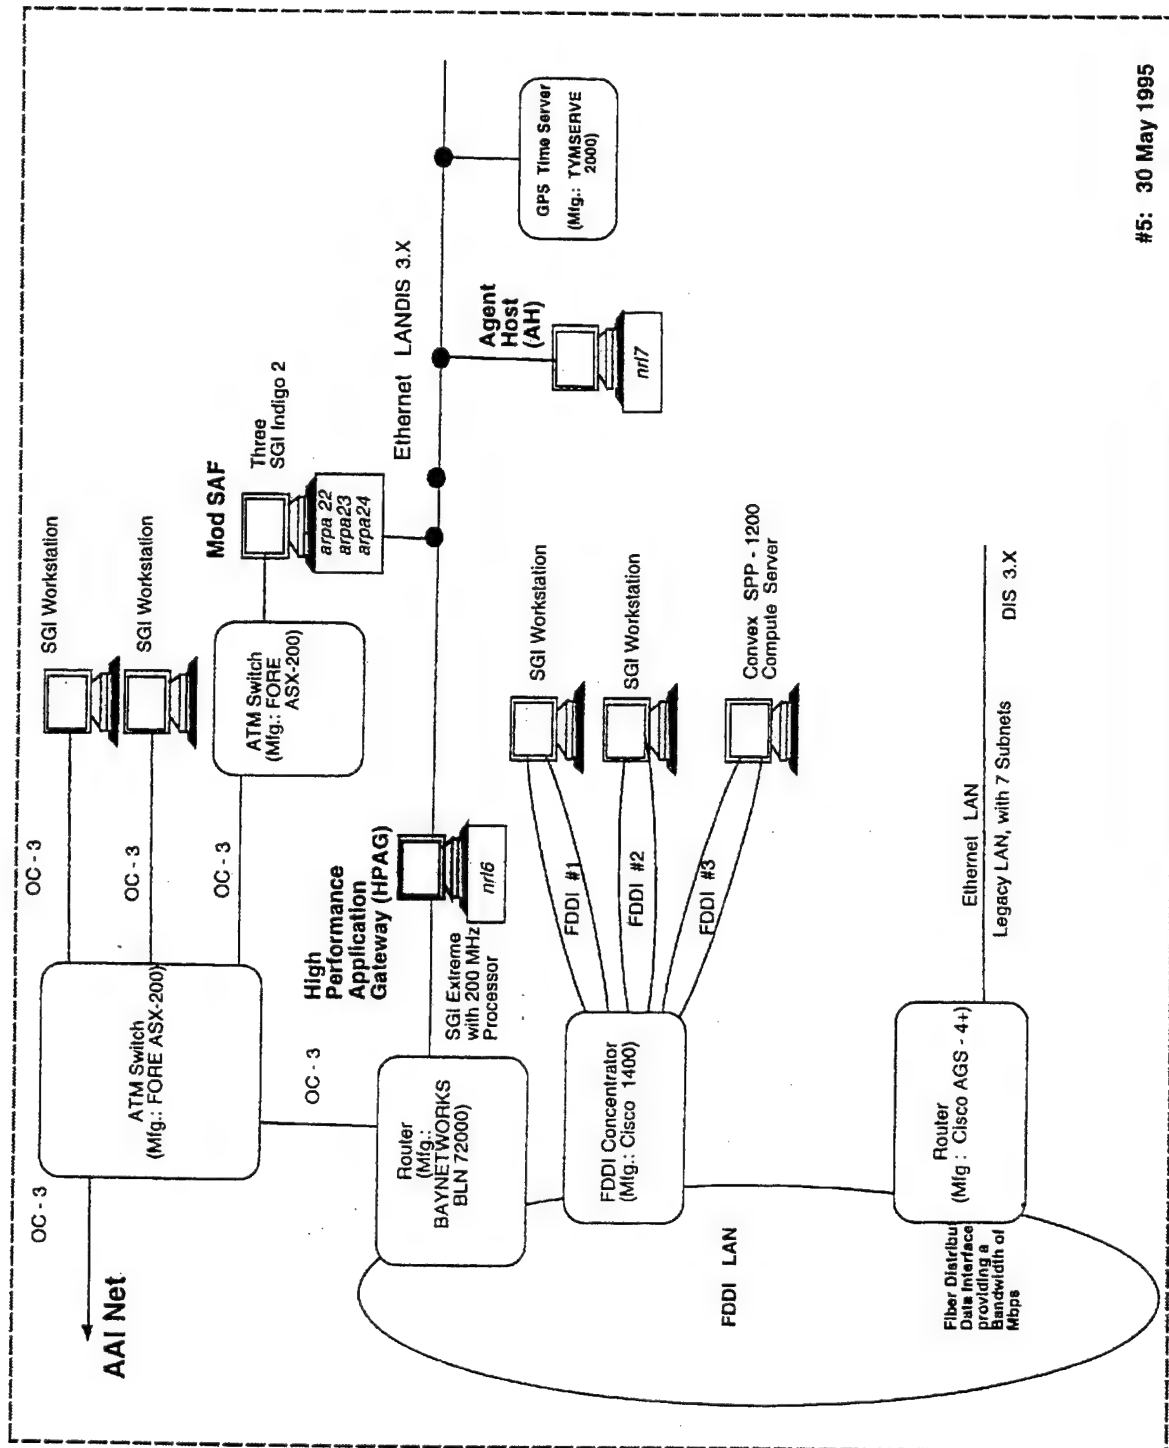 AAI Net
OC - 3
ATM Switch
(Mfg.: FORE ASX-200)
OC - 3
OC - 3
OC - 3
SGI Workstation
SGI Workstation
ATM Switch
(Mfg.: FORE
ASX-200)
Mod SAF
Three
SGI Indigo 2
arpa 22
arpa23
arpa24
OC - 3
Router
(Mfg.:
BAYNETWORKS
BLN 72000)
High
Performance
Application
Gateway (HPAG)
nrl6
SGI Extreme
with 200 MHz
Processor
Ethernet LANDIS 3.X
Agent
Host
(AH)
nrl7
GPS Time Server
(Mfg.: TYMSERVE
2000)
FDDI LAN
FDDI Concentrator
(Mfg.: Cisco 1400)
FDDI #1
FDDI #2
FDDI #3
SGI Workstation
SGI Workstation
Convex SPP - 1200
Compute Server
Fiber Distribu
Data Interface
providing a
Bandwidth of
Mbps
Router
(Mfg : Cisco AGS - 4+)
Ethernet LAN
Legacy LAN, with 7 Subnets
DIS 3.X
#5: 30 May 1995